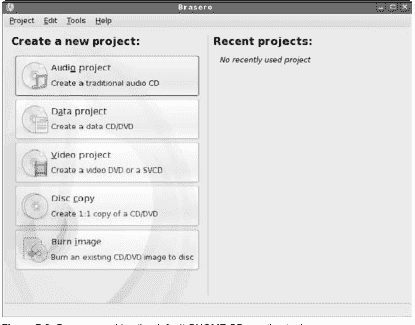 Brasero
Project Edit Tools Help
Create a new project:
Audio project
Create a traditional audio CD
Data project
Create a data CD/DVD
Video project
Create a video DVD or a SVCD
Disc copy
Create 1:1 copy of a CD/DVD
Burn image
Burn an existing CD/DVD image to disc
Recent projects:
No recently used project